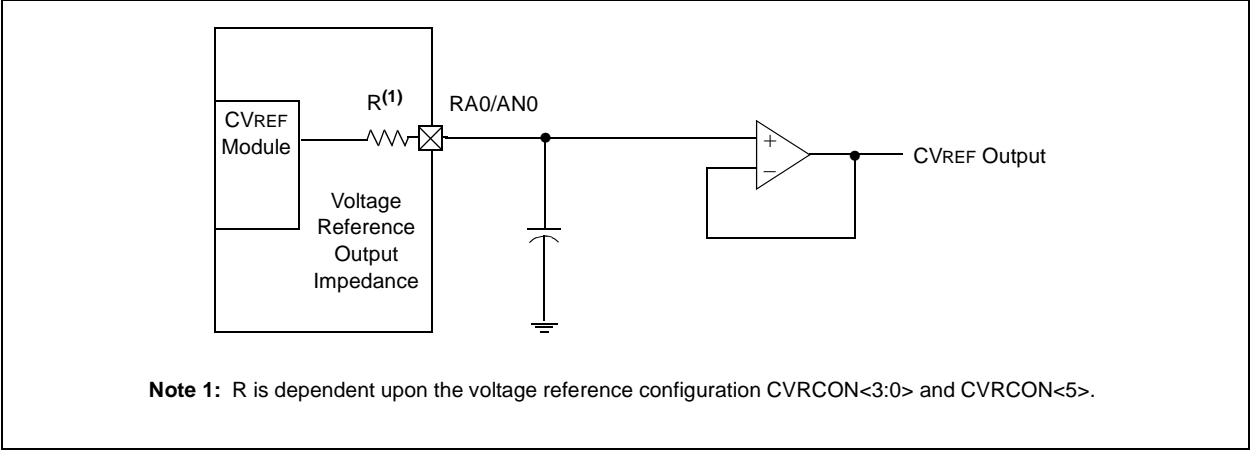 R(1)
RA0/AN0
CVREF
Module
+
–
CVREF Output
Voltage
Reference
Output
Impedance
Note 1: R is dependent upon the voltage reference configuration CVRCON<3:0> and CVRCON<5>.